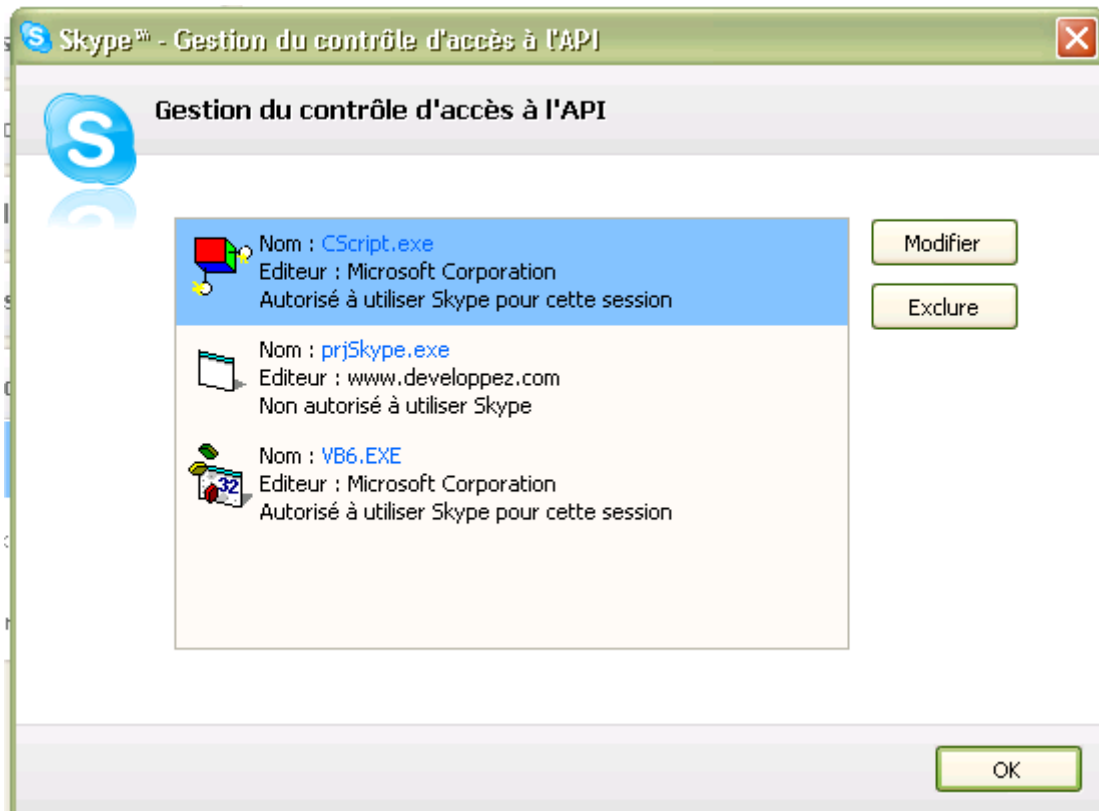 Skype™ - Gestion du contrôle d'accès à l'API
Gestion du contrôle d'accès à l'API
Nom : CScript.exe
Editeur : Microsoft Corporation
Autorisé à utiliser Skype pour cette session
Modifier
Exclure
Nom : prjSkype.exe
Editeur : www.developpez.com
Non autorisé à utiliser Skype
Nom : VB6.EXE
Editeur : Microsoft Corporation
Autorisé à utiliser Skype pour cette session
32
OK